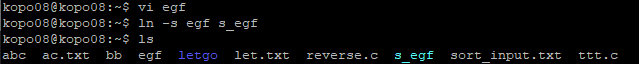 kopo08@kopo08:~$ vi egf
kopo08@kopo08:~$ ln -s egf s_egf
kopo08@kopo08:~$ ls
abc  ac.txt  bb  egf  letgo  let.txt  reverse.c  s_egf  sort_input.txt  ttt.c